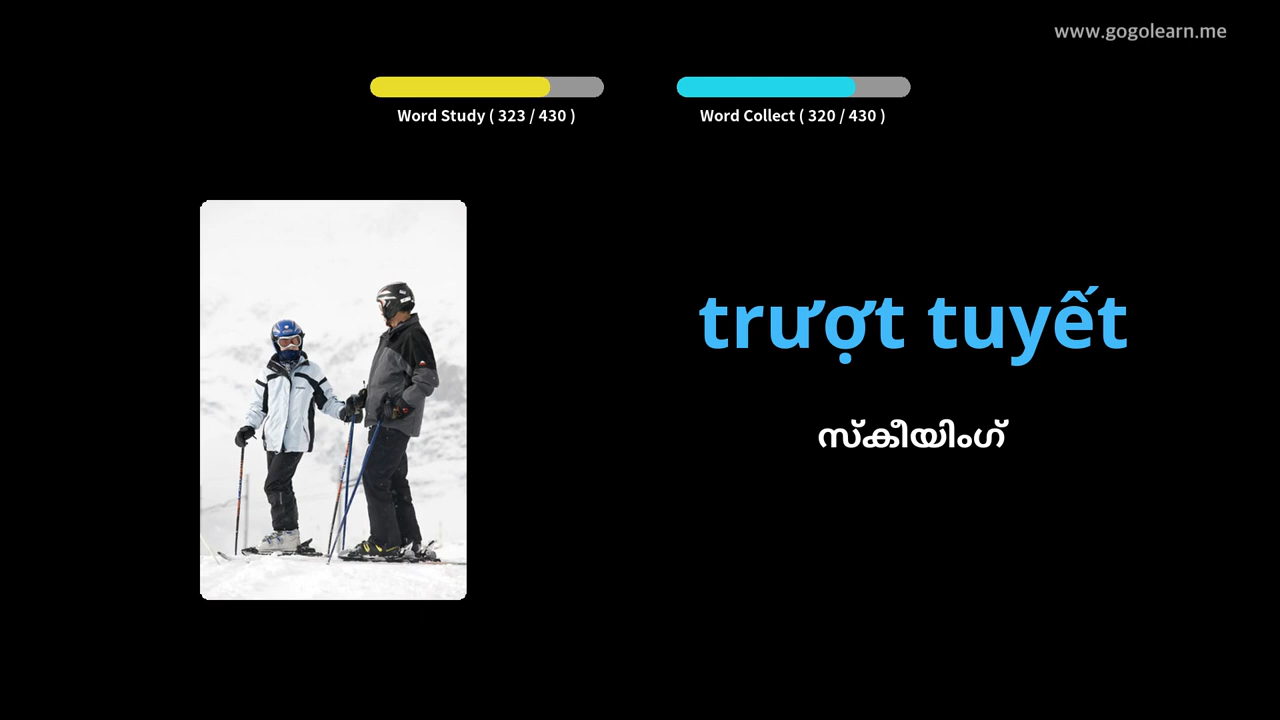 www.gogolearn.me
Word Study ( 323 / 430 )
Word Collect ( 320 / 430 )
trượt tuyết
സ്കീയിംഗ്